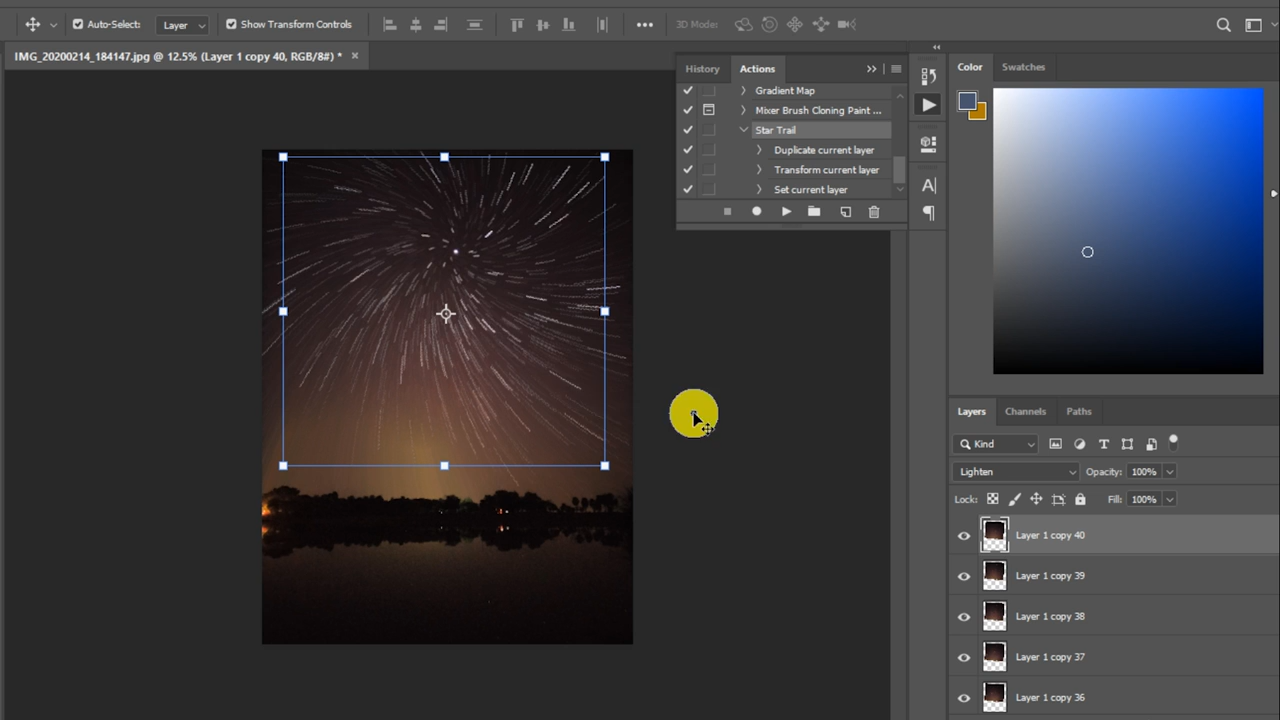 Auto-Select: Layer Show Transform Controls 3D Mode:
IMG_20200214_184147.jpg @ 12.5% (Layer 1 copy 40, RGB/8#) * ×
History Actions
Gradient Map
Mixer Brush Cloning Paint ...
Star Trail
Duplicate current layer
Transform current layer
Set current layer
Color Swatches
Layers Channels Paths
Kind
Lighten Opacity: 100%
Lock: Fill: 100%
Layer 1 copy 40
Layer 1 copy 39
Layer 1 copy 38
Layer 1 copy 37
Layer 1 copy 36